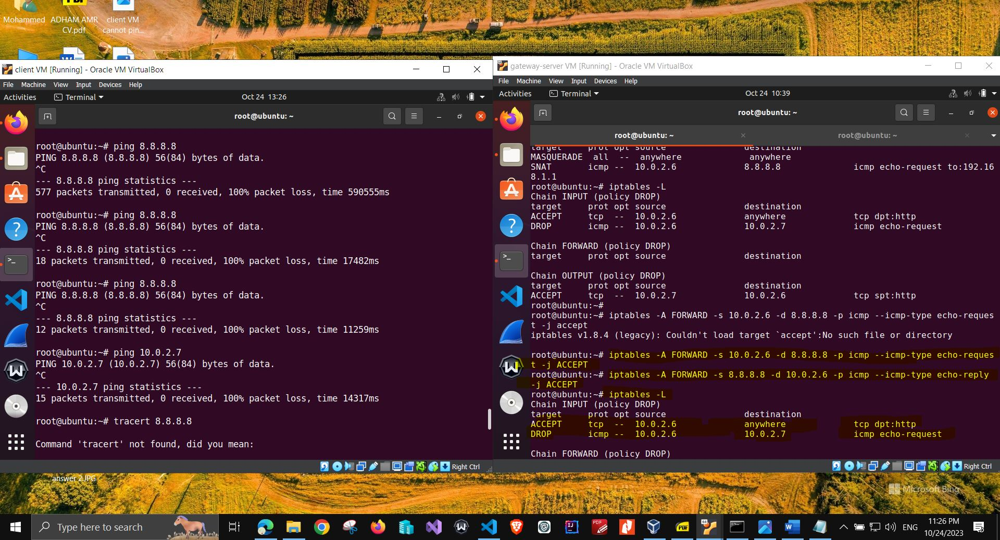 Mohammed
ADHAM AMR CV.pdf
client VM cannot pin...
client VM [Running] - Oracle VM VirtualBox
File Machine View Input Devices Help
Activities Terminal Oct 24 13:26
root@ubuntu: ~
root@ubuntu:~# ping 8.8.8.8
PING 8.8.8.8 (8.8.8.8) 56(84) bytes of data.
^C
--- 8.8.8.8 ping statistics ---
577 packets transmitted, 0 received, 100% packet loss, time 590555ms
root@ubuntu:~# ping 8.8.8.8
PING 8.8.8.8 (8.8.8.8) 56(84) bytes of data.
^C
--- 8.8.8.8 ping statistics ---
18 packets transmitted, 0 received, 100% packet loss, time 17482ms
root@ubuntu:~# ping 8.8.8.8
PING 8.8.8.8 (8.8.8.8) 56(84) bytes of data.
^C
--- 8.8.8.8 ping statistics ---
12 packets transmitted, 0 received, 100% packet loss, time 11259ms
root@ubuntu:~# ping 10.0.2.7
PING 10.0.2.7 (10.0.2.7) 56(84) bytes of data.
^C
--- 10.0.2.7 ping statistics ---
15 packets transmitted, 0 received, 100% packet loss, time 14317ms
root@ubuntu:~# tracert 8.8.8.8
Command 'tracert' not found, did you mean:
Right Ctrl
gateway-server VM [Running] - Oracle VM VirtualBox
File Machine View Input Devices Help
Activities Terminal Oct 24 10:39
root@ubuntu: ~
root@ubuntu: ~ root@ubuntu: ~
target prot opt source destination
MASQUERADE all -- anywhere anywhere
SNAT icmp -- 10.0.2.6 8.8.8.8 icmp echo-request to:192.16
8.1.1
root@ubuntu:~# iptables -L
Chain INPUT (policy DROP)
target prot opt source destination
ACCEPT tcp -- 10.0.2.6 anywhere tcp dpt:http
DROP icmp -- 10.0.2.6 10.0.2.7 icmp echo-request
Chain FORWARD (policy DROP)
target prot opt source destination
Chain OUTPUT (policy DROP)
target prot opt source destination
ACCEPT tcp -- 10.0.2.7 10.0.2.6 tcp spt:http
root@ubuntu:~#
root@ubuntu:~# iptables -A FORWARD -s 10.0.2.6 -d 8.8.8.8 -p icmp --icmp-type echo-reques
t -j accept
iptables v1.8.4 (legacy): Couldn't load target `accept':No such file or directory
root@ubuntu:~# iptables -A FORWARD -s 10.0.2.6 -d 8.8.8.8 -p icmp --icmp-type echo-reques
t -j ACCEPT
root@ubuntu:~# iptables -A FORWARD -s 8.8.8.8 -d 10.0.2.6 -p icmp --icmp-type echo-reply
-j ACCEPT
root@ubuntu:~# iptables -L
Chain INPUT (policy DROP)
target prot opt source destination
ACCEPT tcp -- 10.0.2.6 anywhere tcp dpt:http
DROP icmp -- 10.0.2.6 10.0.2.7 icmp echo-request
Chain FORWARD (policy DROP)
Right Ctrl
answer 2.JPG
Microsoft Bing
Type here to search
ENG
11:26 PM
10/24/2023